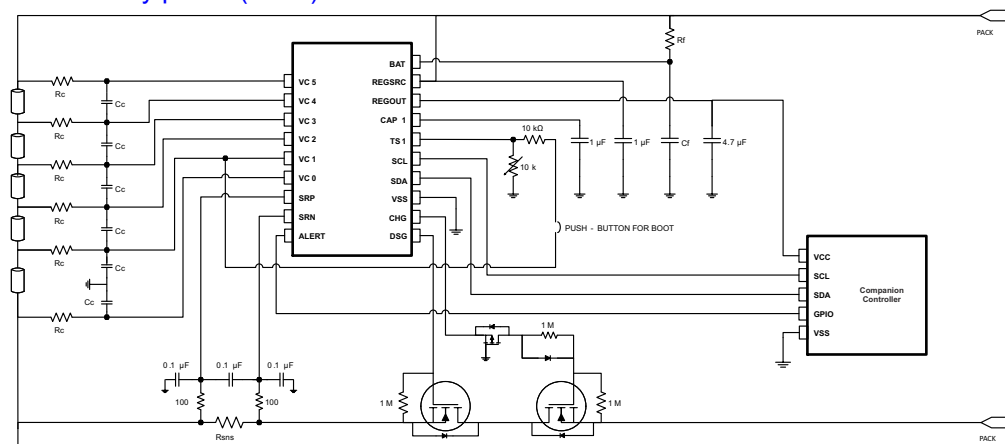 PACK
Rf
BAT
VC 5
REGSRC
Rc
Cc
VC 4
REGOUT
Rc
Cc
VC 3
CAP 1
10 kΩ
VC 2
TS1
1 µF
1 µF
Cf
4.7 µF
Rc
Cc
VC 1
SCL
10 k
VC 0
SDA
Rc
Cc
SRP
VSS
SRN
CHG
PUSH - BUTTON FOR BOOT
ALERT
DSG
Rc
Cc
VCC
SCL
Companion
Controller
SDA
Cc
GPIO
Rc
1 M
VSS
0.1 µF
0.1 µF
0.1 µF
100
100
1 M
1 M
Rsns
PACK